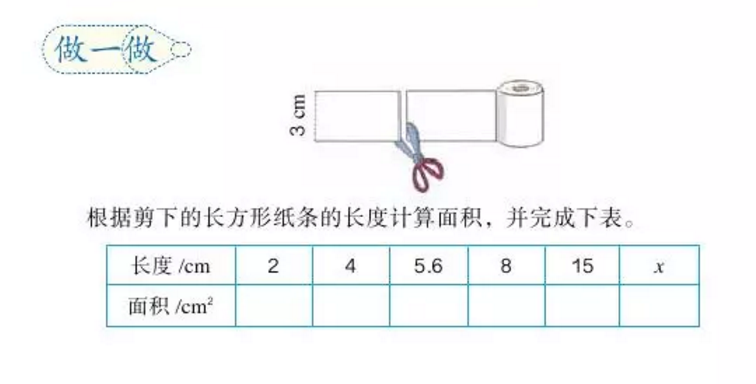 做一做
3 cm
根据剪下的长方形纸条的长度计算面积，并完成下表。
长度 /cm 2 4 5.6 8 15 x
面积 /cm²